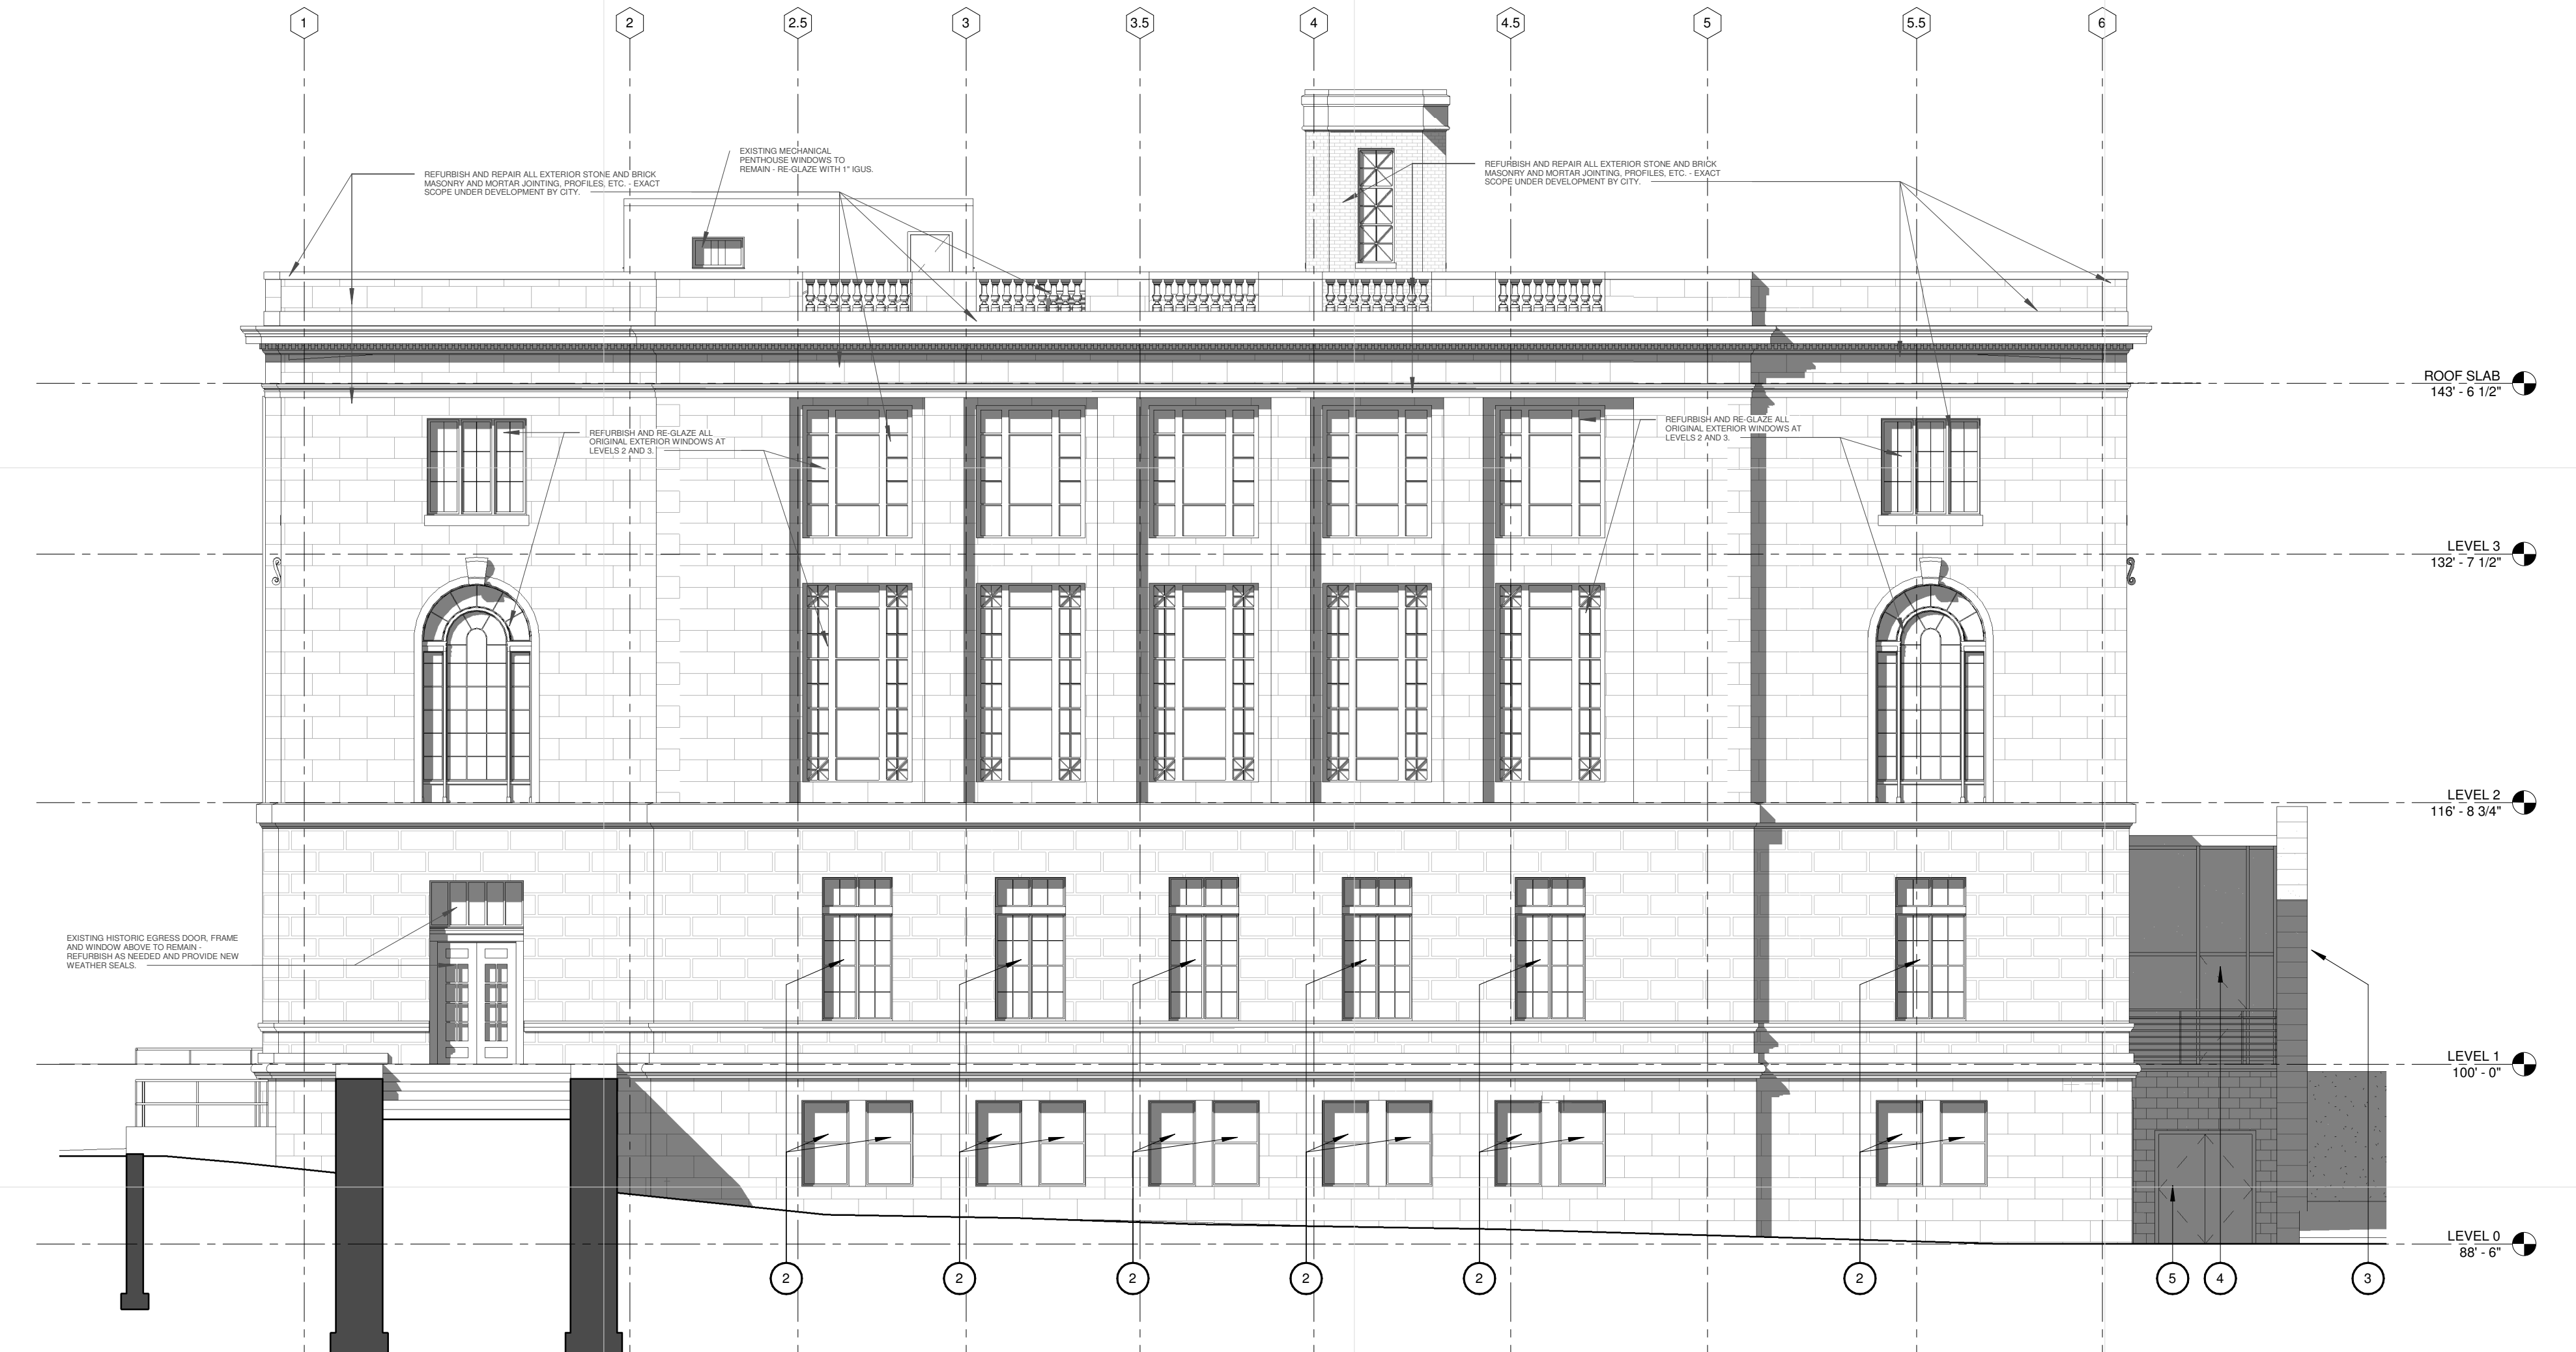 1
2
2.5
3
3.5
4
4.5
5
5.5
6
EXISTING MECHANICAL
PENTHOUSE WINDOWS TO
REMAIN - RE-GLAZE WITH 1" IGUS.
REFURBISH AND REPAIR ALL EXTERIOR STONE AND BRICK
MASONRY AND MORTAR JOINTING, PROFILES, ETC. - EXACT
SCOPE UNDER DEVELOPMENT BY CITY.
REFURBISH AND REPAIR ALL EXTERIOR STONE AND BRICK
MASONRY AND MORTAR JOINTING, PROFILES, ETC. - EXACT
SCOPE UNDER DEVELOPMENT BY CITY.
ROOF SLAB
143' - 6 1/2"
REFURBISH AND RE-GLAZE ALL
ORIGINAL EXTERIOR WINDOWS AT
LEVELS 2 AND 3.
REFURBISH AND RE-GLAZE ALL
ORIGINAL EXTERIOR WINDOWS AT
LEVELS 2 AND 3.
LEVEL 3
132' - 7 1/2"
LEVEL 2
116' - 8 3/4"
EXISTING HISTORIC EGRESS DOOR, FRAME
AND WINDOW ABOVE TO REMAIN -
REFURBISH AS NEEDED AND PROVIDE NEW
WEATHER SEALS.
LEVEL 1
100' - 0"
LEVEL 0
88' - 6"
2
2
2
2
2
2
5
4
3